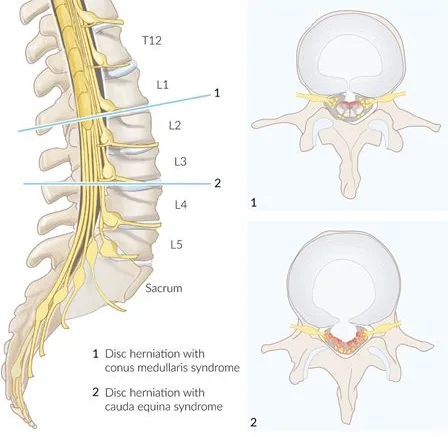 T12
L1
1
L2
L3
2
L4
L5
Sacrum
1 Disc herniation with
conus medullaris syndrome
2 Disc herniation with
cauda equina syndrome
1
2